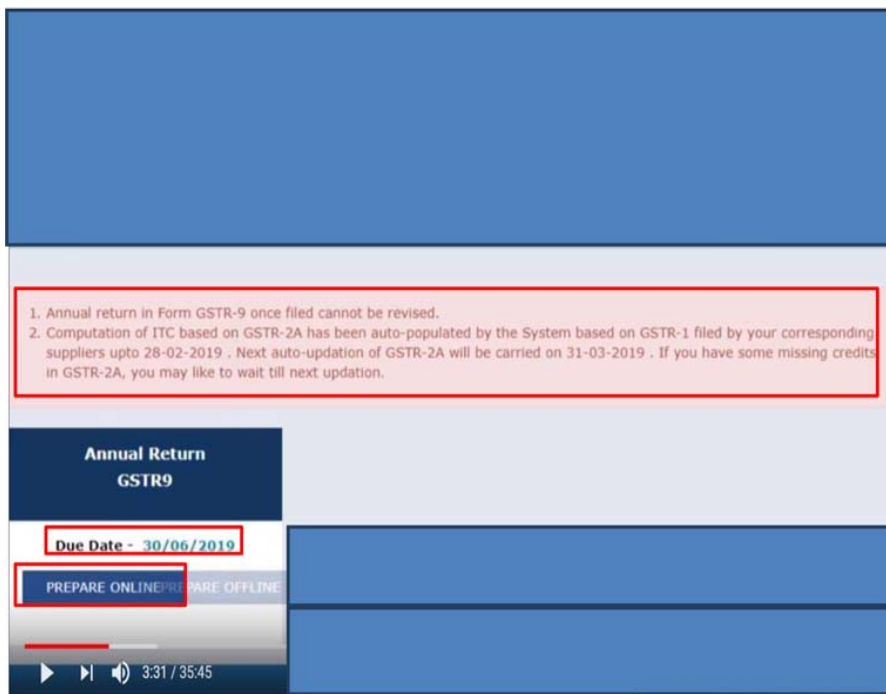 1. Annual return in Form GSTR-9 once filed cannot be revised.
2. Computation of ITC based on GSTR-2A has been auto-populated by the System based on GSTR-1 filed by your corresponding
suppliers upto 28-02-2019 . Next auto-updation of GSTR-2A will be carried on 31-03-2019 . If you have some missing credits
in GSTR-2A, you may like to wait till next updation.
Annual Return
GSTR9
Due Date - 30/06/2019
PREPARE ONLINE PREPARE OFFLINE
3:31 / 35:45